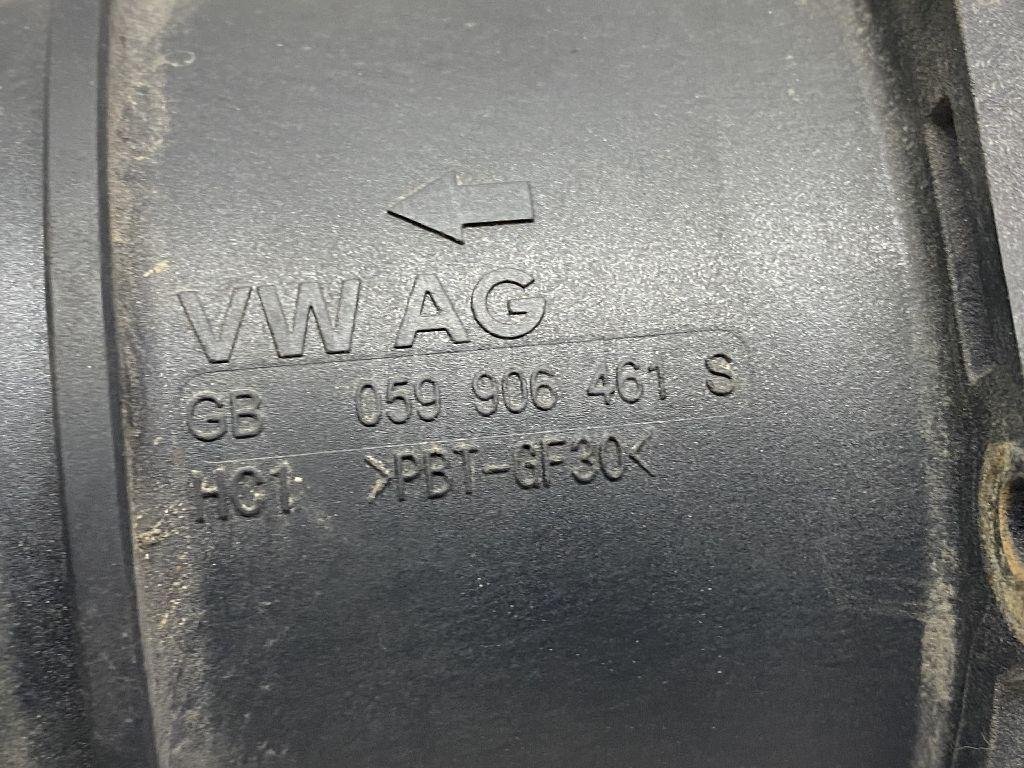 VW AG
GB 059 906 461 S
HC1 >PBT-GF30<